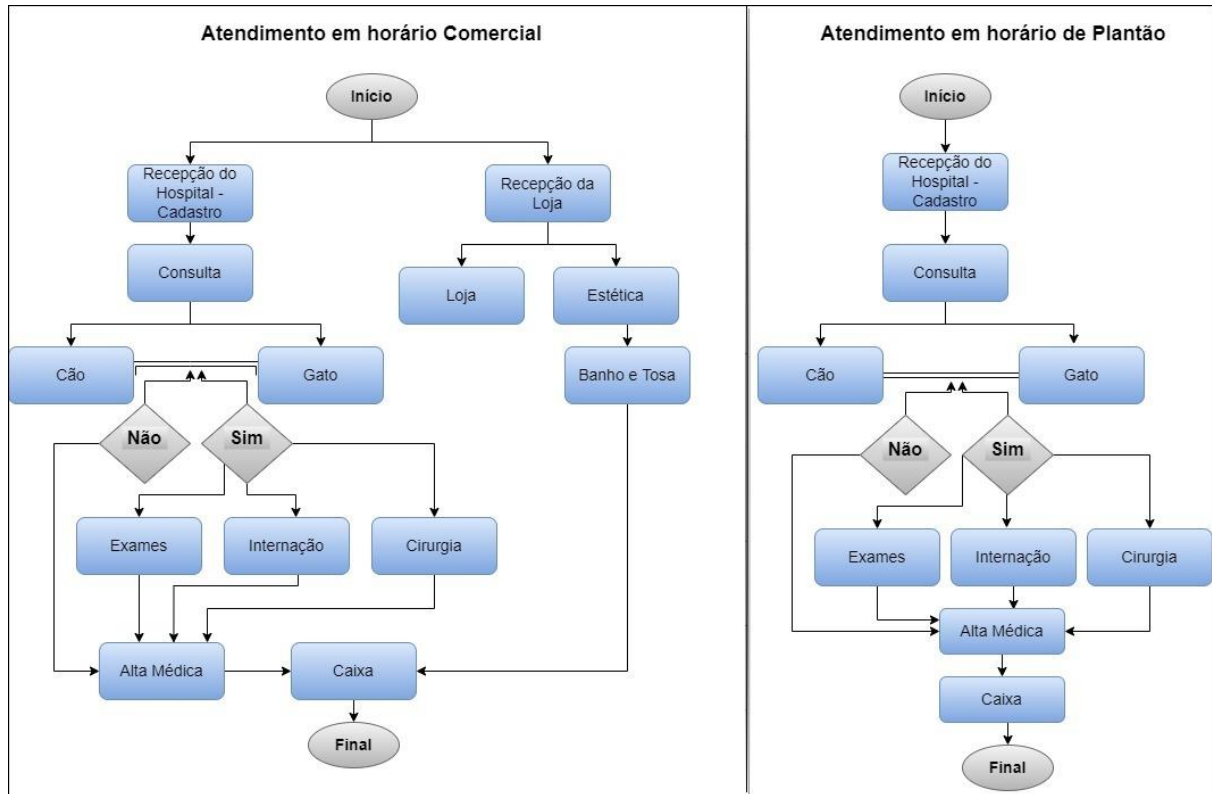 Atendimento em horário Comercial
Início
Recepção do
Hospital -
Cadastro
Recepção da
Loja
Consulta
Loja
Estética
Cão
Gato
Banho e Tosa
Não
Sim
Exames
Internação
Cirurgia
Alta Médica
Caixa
Final
Atendimento em horário de Plantão
Início
Recepção do
Hospital -
Cadastro
Consulta
Cão
Gato
Não
Sim
Exames
Internação
Cirurgia
Alta Médica
Caixa
Final